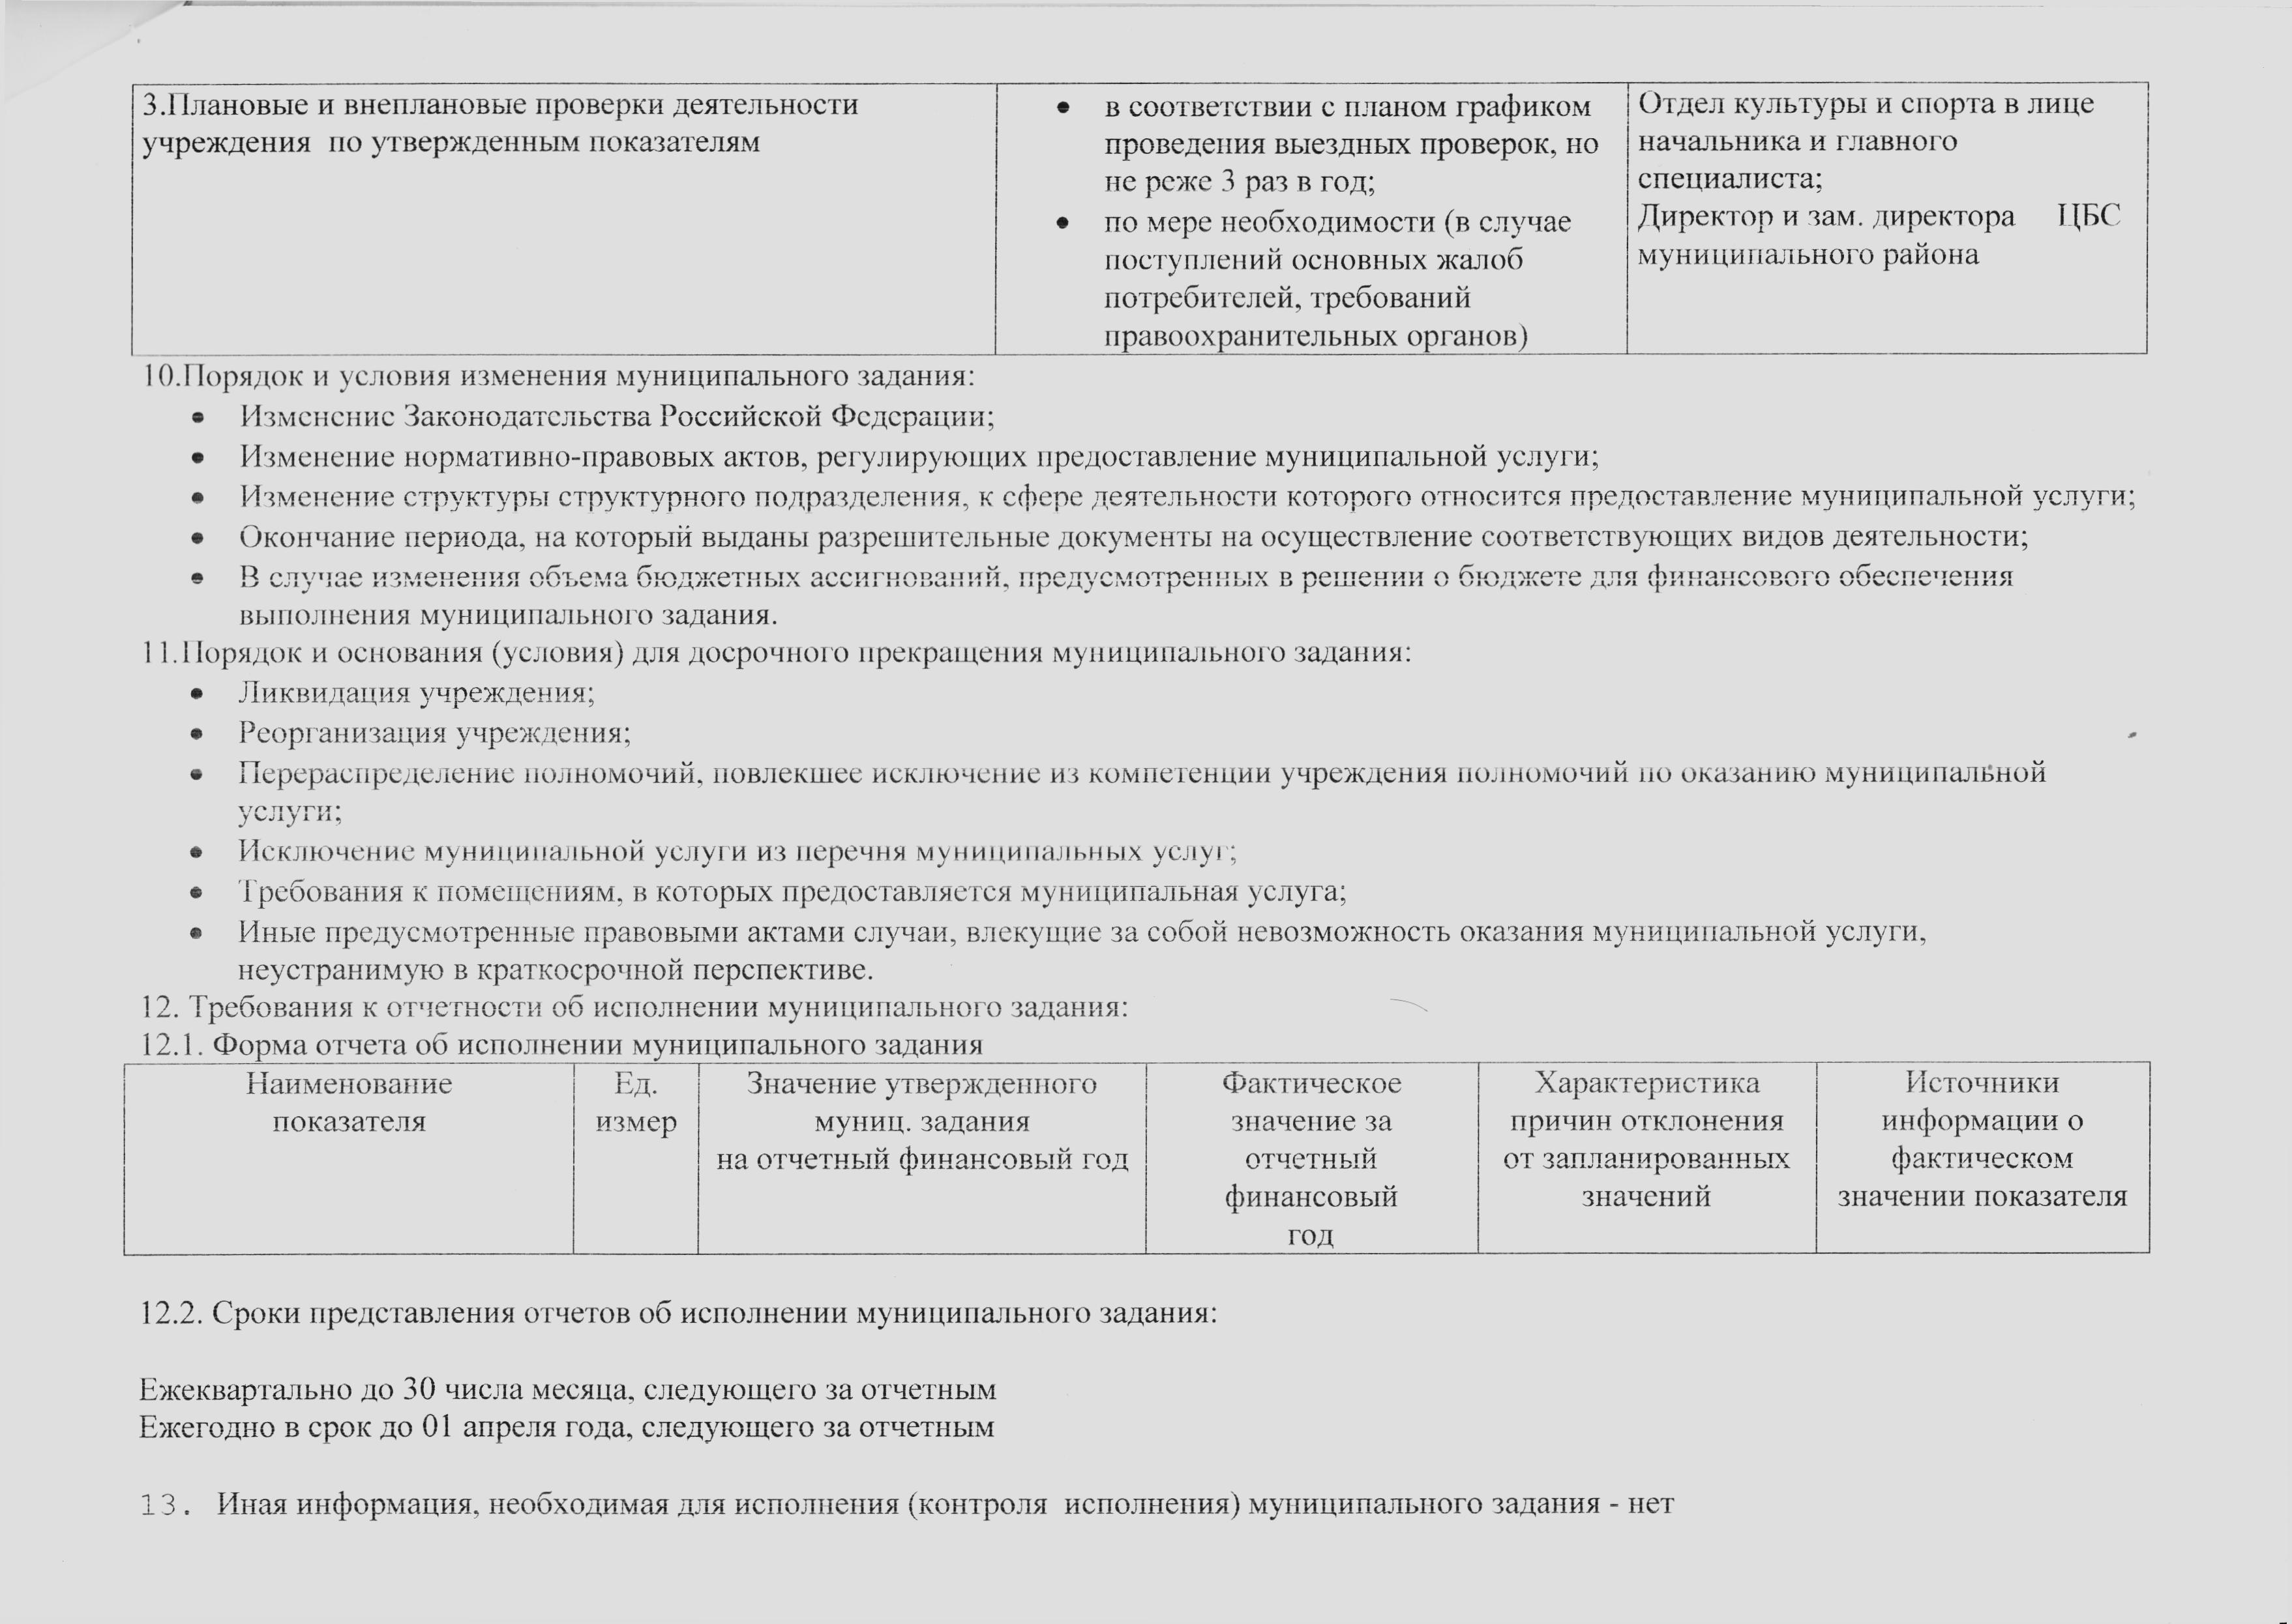 3.Плановые и внеплановые проверки деятельности
учреждения по утвержденным показателям
• в соответствии с планом графиком
проведения выездных проверок, но
не реже 3 раз в год;
• по мере необходимости (в случае
поступлений основных жалоб
потребителей, требований
правоохранительных органов)
Отдел культуры и спорта в лице
начальника и главного
специалиста;
Директор и зам. директора ЦБС
муниципального района
10.Порядок и условия изменения муниципального задания:
• Изменение Законодательства Российской Федерации;
• Изменение нормативно-правовых актов, регулирующих предоставление муниципальной услуги;
• Изменение структуры структурного подразделения, к сфере деятельности которого относится предоставление муниципальной услуги;
• Окончание периода, на который выданы разрешительные документы на осуществление соответствующих видов деятельности;
• В случае изменения объема бюджетных ассигнований, предусмотренных в решении о бюджете для финансового обеспечения
выполнения муниципального задания.
11.Порядок и основания (условия) для досрочного прекращения муниципального задания:
• Ликвидация учреждения;
• Реорганизация учреждения;
• Перераспределение полномочий, повлекшее исключение из компетенции учреждения полномочий по оказанию муниципальной
услуги;
• Исключение муниципальной услуги из перечня муниципальных услуг;
• Требования к помещениям, в которых предоставляется муниципальная услуга;
• Иные предусмотренные правовыми актами случаи, влекущие за собой невозможность оказания муниципальной услуги,
неустранимую в краткосрочной перспективе.
12. Требования к отчетности об исполнении муниципального задания:
12.1. Форма отчета об исполнении муниципального задания
Наименование
показателя
Ед.
измер
Значение утвержденного
муниц. задания
на отчетный финансовый год
Фактическое
значение за
отчетный
финансовый
год
Характеристика
причин отклонения
от запланированных
значений
Источники
информации о
фактическом
значении показателя
12.2. Сроки представления отчетов об исполнении муниципального задания:
Ежеквартально до 30 числа месяца, следующего за отчетным
Ежегодно в срок до 01 апреля года, следующего за отчетным
13. Иная информация, необходимая для исполнения (контроля исполнения) муниципального задания - нет